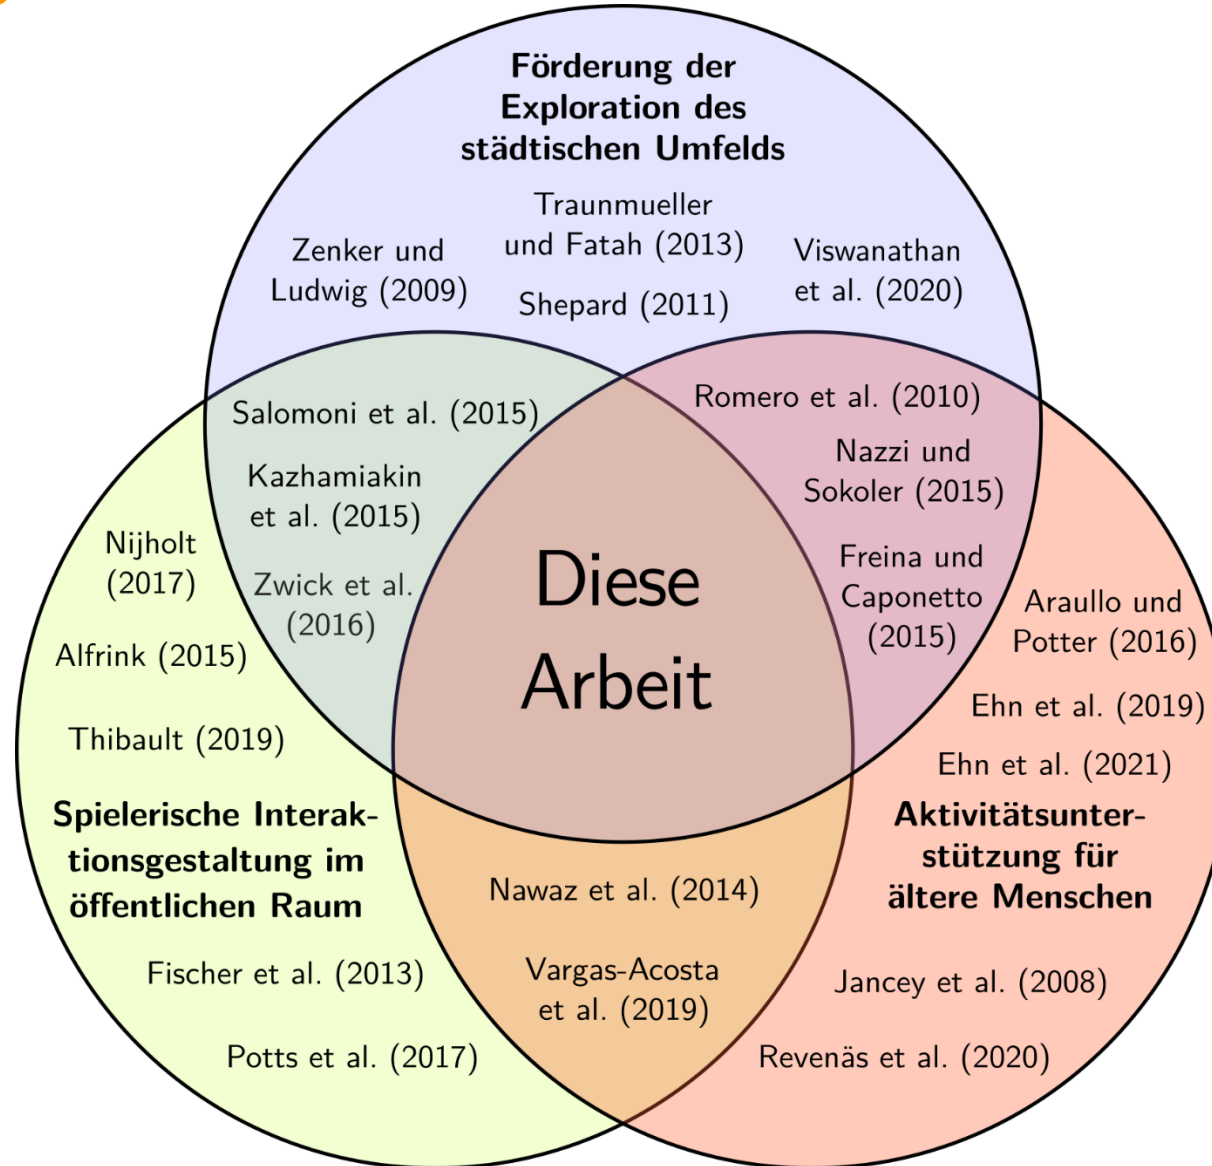 Förderung der
Exploration des
städtischen Umfelds
Traunmueller
und Fatah (2013)
Zenker und
Ludwig (2009)
Viswanathan
et al. (2020)
Shepard (2011)
Salomoni et al. (2015)
Romero et al. (2010)
Kazhamiakin
et al. (2015)
Nazzi und
Sokoler (2015)
Nijholt
(2017)
Zwick et al.
(2016)
Diese
Arbeit
Freina und
Caponetto
(2015)
Araullo und
Potter (2016)
Alfrink (2015)
Ehn et al. (2019)
Thibault (2019)
Ehn et al. (2021)
Spielerische Interak-
tionsgestaltung im
öffentlichen Raum
Aktivitätsunter-
stützung für
ältere Menschen
Nawaz et al. (2014)
Fischer et al. (2013)
Vargas-Acosta
et al. (2019)
Jancey et al. (2008)
Potts et al. (2017)
Revenäs et al. (2020)